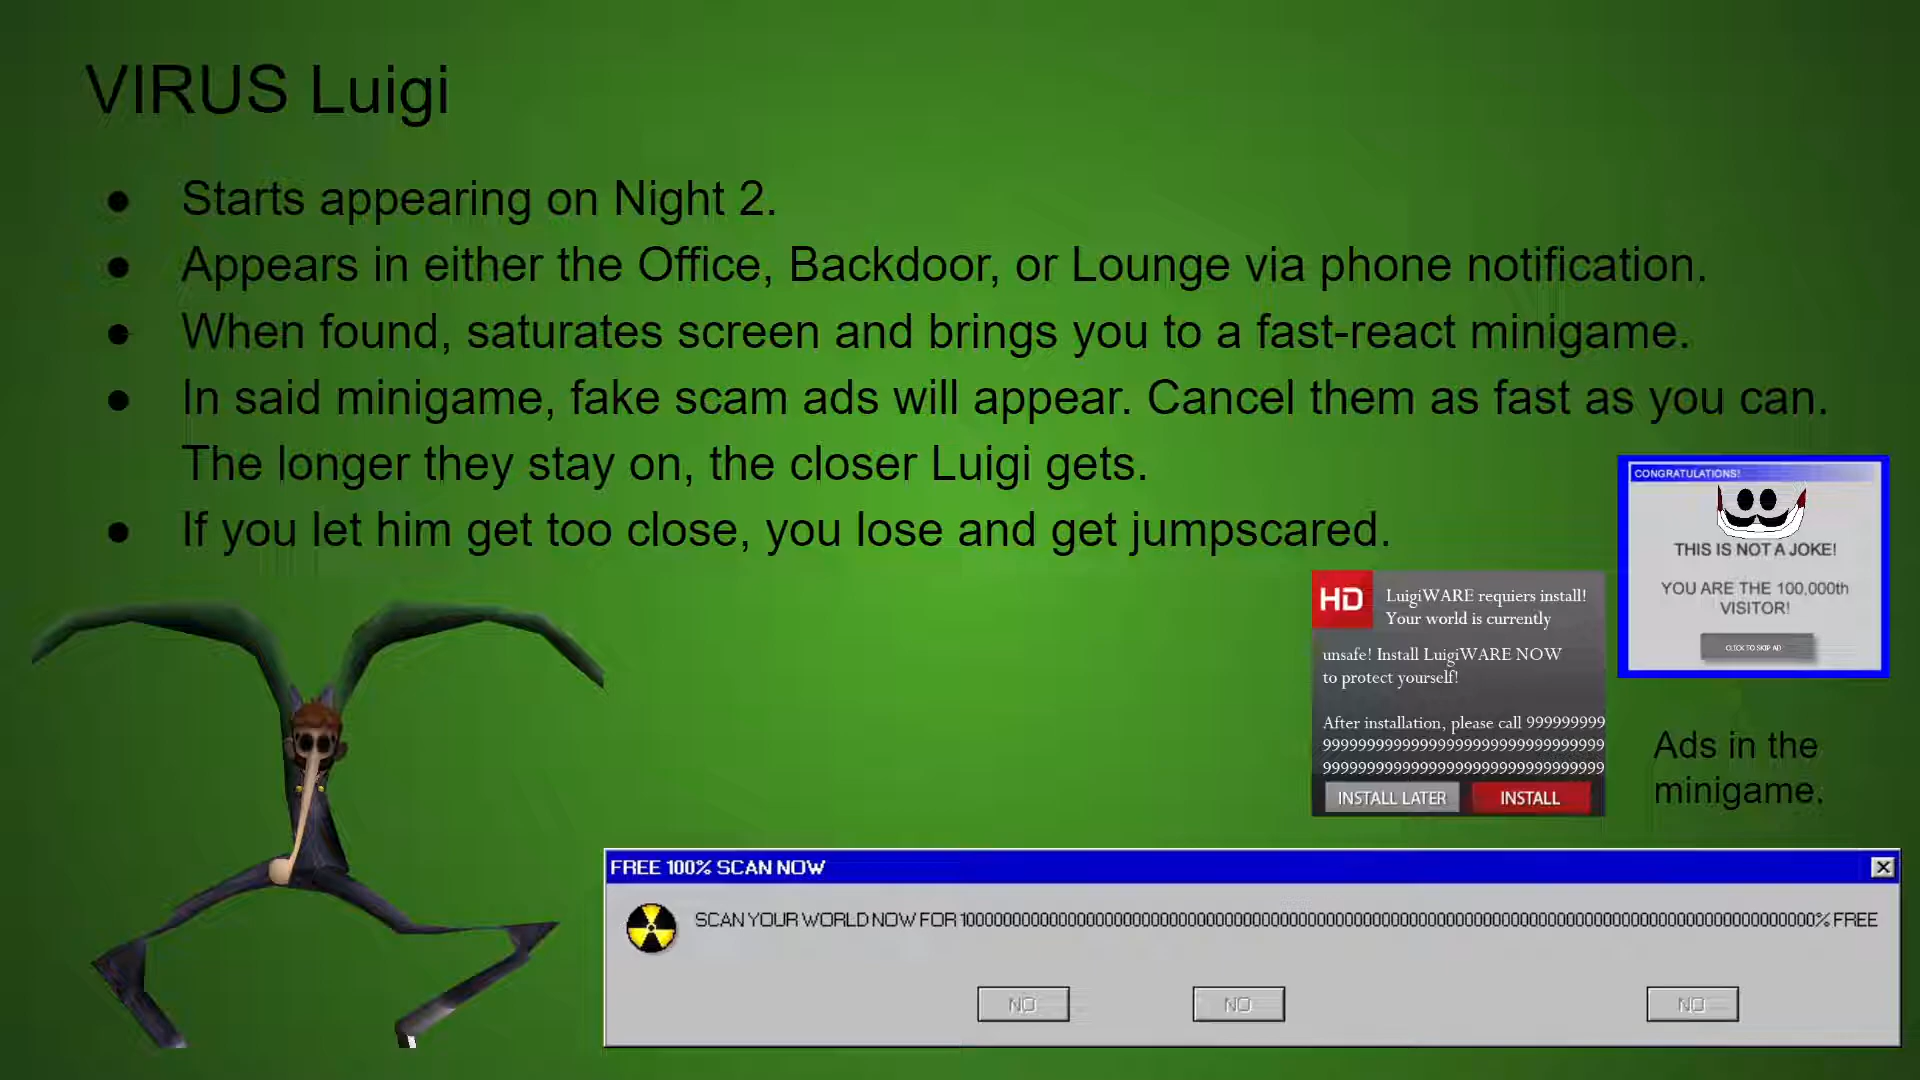 VIRUS Luigi
● Starts appearing on Night 2.
● Appears in either the Office, Backdoor, or Lounge via phone notification.
● When found, saturates screen and brings you to a fast-react minigame.
● In said minigame, fake scam ads will appear. Cancel them as fast as you can.
The longer they stay on, the closer Luigi gets.
● If you let him get too close, you lose and get jumpscared.
CONGRATULATIONS!
THIS IS NOT A JOKE!
YOU ARE THE 100,000th
VISITOR!
CLICK TO SKIP AD
HD
LuigiWARE requiers install!
Your world is currently
unsafe! Install LuigiWARE NOW
to protect yourself!
After installation, please call 999999999
99999999999999999999999999999999
99999999999999999999999999999999
INSTALL LATER
INSTALL
Ads in the
minigame.
FREE 100% SCAN NOW
SCAN YOUR WORLD NOW FOR 10000000000000000000000000000000000000000000000000000000000000000000000000000000000000000000% FREE
NO
NO
NO